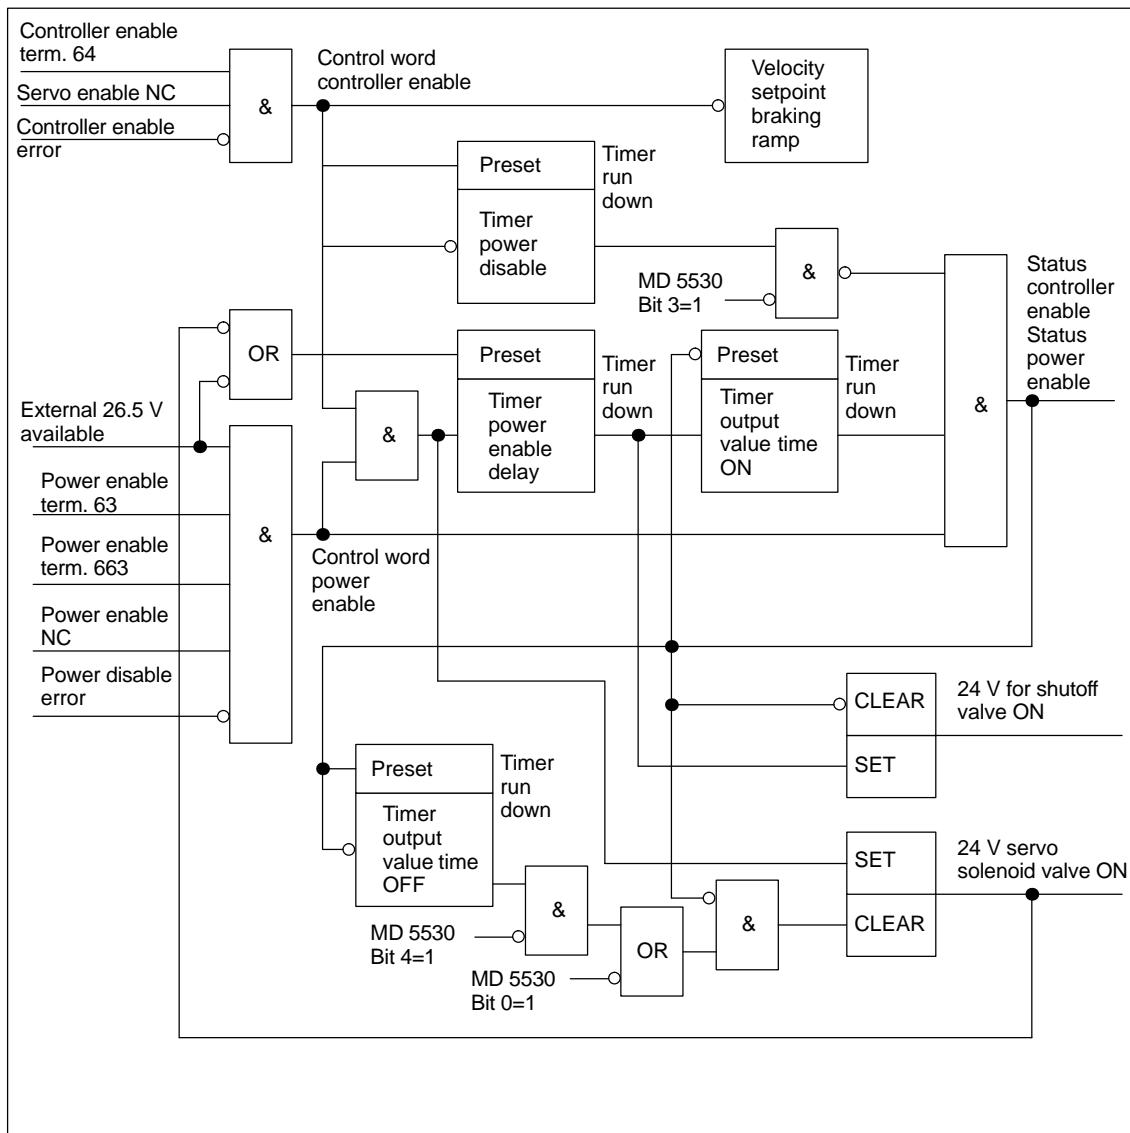 Controller enable
term. 64
Servo enable NC
Controller enable
error
&
Control word
controller enable
Velocity
setpoint
braking
ramp
Preset
Timer
power
disable
Timer
run
down
MD 5530
Bit 3=1
&
Status
controller
enable
Status
power
enable
OR
Preset
Timer
power
enable
delay
Timer
run
down
Preset
Timer
output
value time
ON
Timer
run
down
&
&
External 26.5 V
available
Power enable
term. 63
Power enable
term. 663
Power enable
NC
Power disable
error
&
Control word
power
enable
CLEAR
SET
24 V for shutoff
valve ON
Preset
Timer
output
value time
OFF
Timer
run
down
MD 5530
Bit 4=1
&
MD 5530
Bit 0=1
OR
&
SET
CLEAR
24 V servo
solenoid valve ON